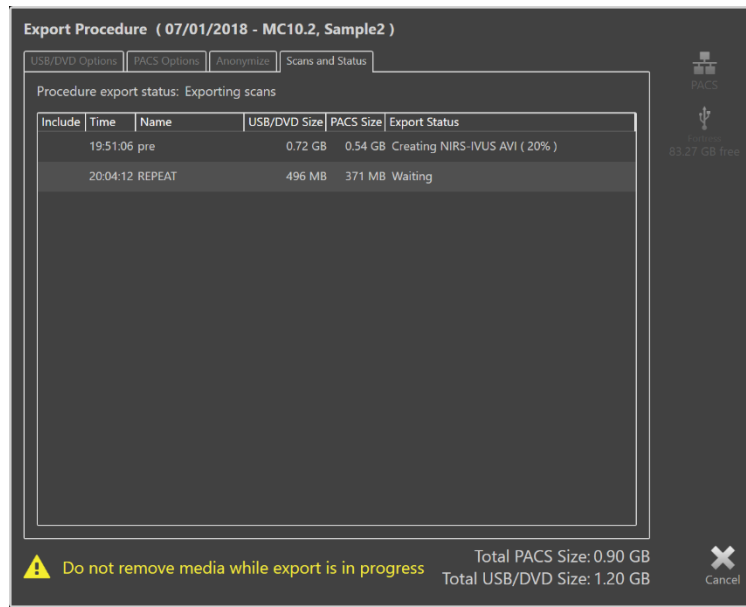 Export Procedure ( 07/01/2018 - MC10.2, Sample2 )
USB/DVD Options PACS Options Anonymize Scans and Status
PACS
Procedure export status: Exporting scans
Include Time Name USB/DVD Size PACS Size Export Status
19:51:06 pre 0.72 GB 0.54 GB Creating NIRS-IVUS AVI ( 20% )
83.27 GB free
20:04:12 REPEAT 496 MB 371 MB Waiting
Do not remove media while export is in progress
Total PACS Size: 0.90 GB
Total USB/DVD Size: 1.20 GB
Cancel